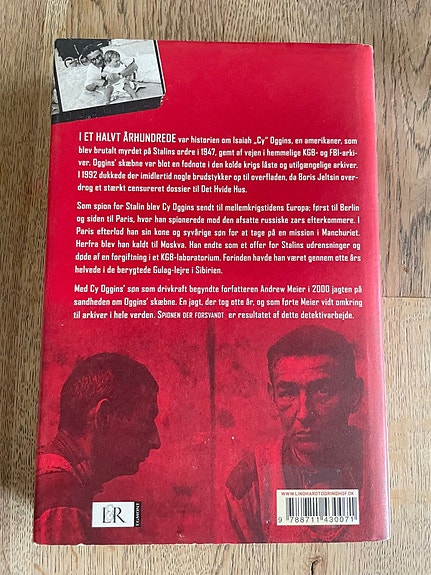 I ET HALVT ÅRHUNDREDE var historien om Isaiah „Cy" Oggins, en amerikaner, som
blev brutalt myrdet på Stalins ordre i 1947, gemt af vejen i hemmelige KGB- og FBI-arki-
ver. Oggins' skæbne var blot en fodnote i den kolde krigs låste og utilgængelige arkiver.
I 1992 dukkede der imidlertid nogle brudstykker op til overfladen, da Boris Jeltsin over-
drog et stærkt censureret dossier til Det Hvide Hus.
Som spion for Stalin blev Cy Oggins sendt til mellemkrigstidens Europa; først til Berlin
og siden til Paris, hvor han spionerede mod den afsatte russiske zars efterkommere. I
Paris efterlod han sin kone og syvårige søn for at tage på en mission i Manchuriet.
Herfra blev han kaldt til Moskva. Han endte som et offer for Stalins udrensninger og
døde af en forgiftning i et KGB-laboratorium. Forinden havde han været gennem otte års
helvede i de berygtede Gulag-lejre i Sibirien.
Med Cy Oggins' søn som drivkraft begyndte forfatteren Andrew Meier i 2000 jagten på
sandheden om Oggins' skæbne. En jagt, der tog otte år, og som førte Meier vidt omkring
til arkiver i hele verden. SPIONEN DER FORSVANDT er resultatet af dette detektivarbejde.
L&R
EGMONT
WWW.LINDHARDTOGRINGHOF.DK
9 788711 430071